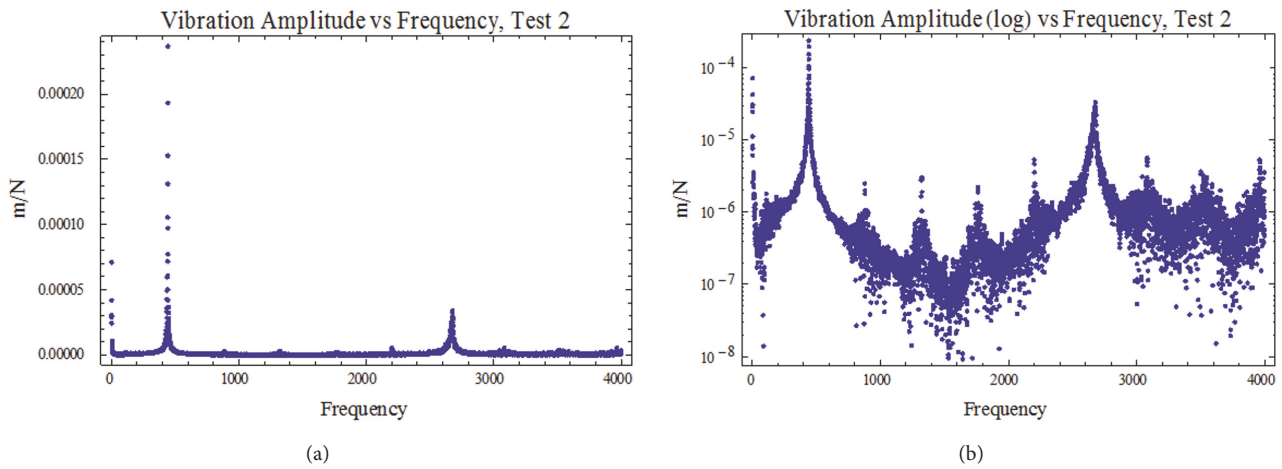 Vibration Amplitude vs Frequency, Test 2
0.00020
0.00015
0.00010
0.00005
0.00000
m/N
0
1000
2000
3000
4000
Frequency
(a)
Vibration Amplitude (log) vs Frequency, Test 2
10⁻⁴
10⁻⁵
10⁻⁶
10⁻⁷
10⁻⁸
m/N
0
1000
2000
3000
4000
Frequency
(b)